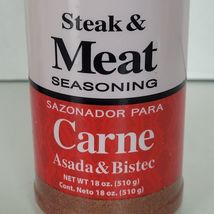 Steak &
Meat
SEASONING
SAZONADOR PARA
Carne
Asada & Bistec
NET WT 18 oz. (510 g)
Cont. Neto 18 oz. (510 g)